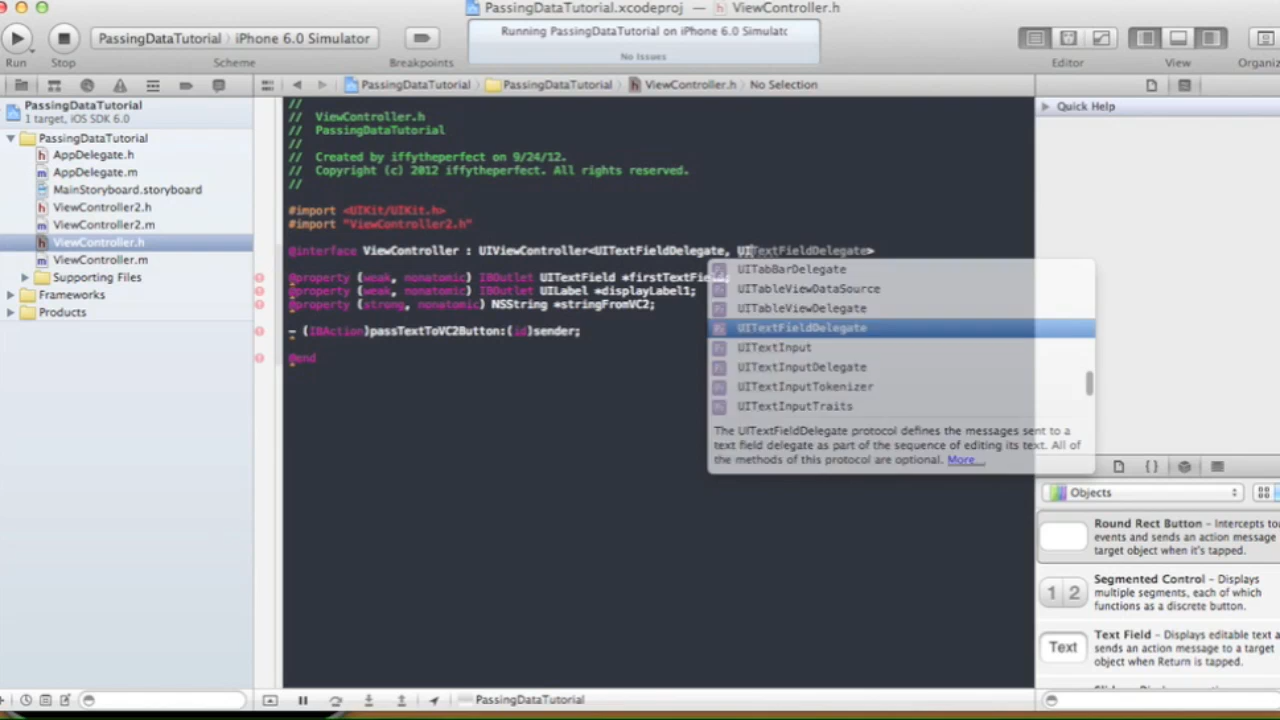 PassingDataTutorial.xcodeproj — ViewController.h
PassingDataTutorial iPhone 6.0 Simulator
Running PassingDataTutorial on iPhone 6.0 Simulator
No Issues
Run Stop Scheme Breakpoints Editor View Organiz
PassingDataTutorial PassingDataTutorial ViewController.h No Selection
PassingDataTutorial
1 target, iOS SDK 6.0
PassingDataTutorial
AppDelegate.h
AppDelegate.m
MainStoryboard.storyboard
ViewController2.h
ViewController2.m
ViewController.h
ViewController.m
Supporting Files
Frameworks
Products
//
// ViewController.h
// PassingDataTutorial
//
// Created by iffytheperfect on 9/24/12.
// Copyright (c) 2012 iffytheperfect. All rights reserved.
//
#import <UIKit/UIKit.h>
#import "ViewController2.h"
@interface ViewController : UIViewController<UITextFieldDelegate, UITextFieldDelegate>
@property (weak, nonatomic) IBOutlet UITextField *firstTextField;
@property (weak, nonatomic) IBOutlet UILabel *displayLabel1;
@property (strong, nonatomic) NSString *stringFromVC2;
- (IBAction)passTextToVC2Button:(id)sender;
@end
UITabBarDelegate
UITableViewDataSource
UITableViewDelegate
UITextFieldDelegate
UITextInput
UITextInputDelegate
UITextInputTokenizer
UITextInputTraits
The UITextFieldDelegate protocol defines the messages sent to a
text field delegate as part of the sequence of editing its text. All of
the methods of this protocol are optional. More...
Quick Help
Objects
Round Rect Button - Intercepts tou
events and sends an action message
target object when it's tapped.
1 2
Segmented Control - Displays
multiple segments, each of which
functions as a discrete button.
Text
Text Field - Displays editable text a
sends an action message to a target
object when Return is tapped.
PassingDataTutorial